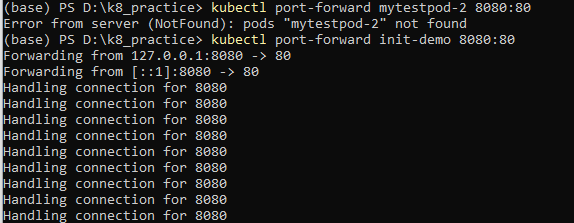 (base) PS D:\k8_practice> kubectl port-forward mytestpod-2 8080:80
Error from server (NotFound): pods "mytestpod-2" not found
(base) PS D:\k8_practice> kubectl port-forward init-demo 8080:80
Forwarding from 127.0.0.1:8080 -> 80
Forwarding from [::1]:8080 -> 80
Handling connection for 8080
Handling connection for 8080
Handling connection for 8080
Handling connection for 8080
Handling connection for 8080
Handling connection for 8080
Handling connection for 8080
Handling connection for 8080
Handling connection for 8080